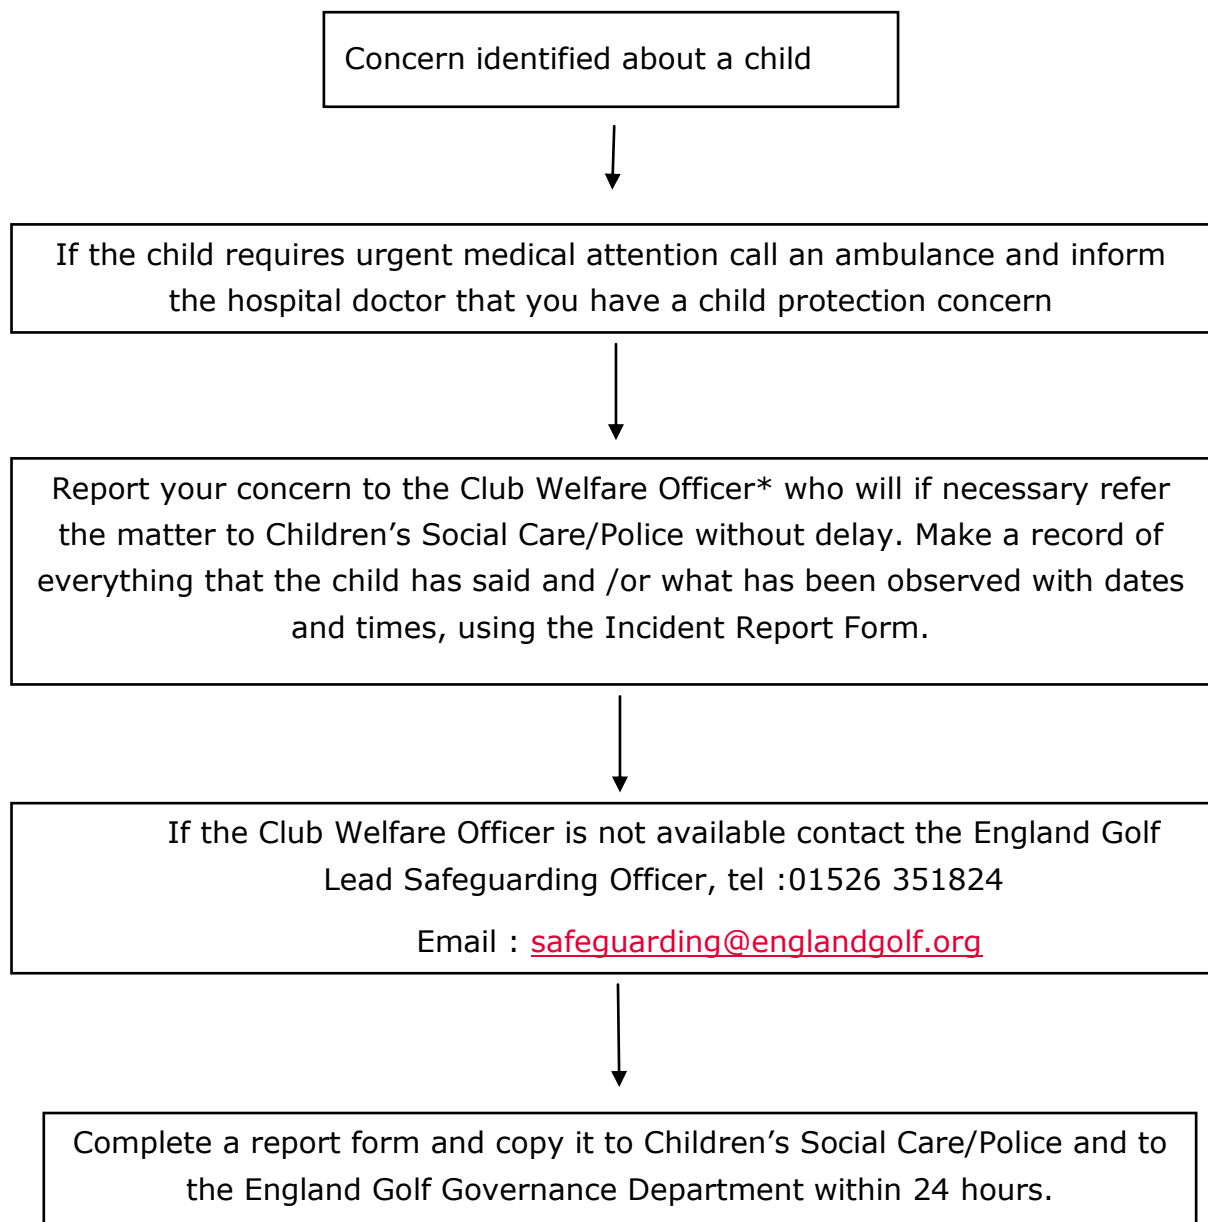 Concern identified about a child
If the child requires urgent medical attention call an ambulance and inform
the hospital doctor that you have a child protection concern
Report your concern to the Club Welfare Officer* who will if necessary refer
the matter to Children’s Social Care/Police without delay. Make a record of
everything that the child has said and /or what has been observed with dates
and times, using the Incident Report Form.
If the Club Welfare Officer is not available contact the England Golf
Lead Safeguarding Officer, tel :01526 351824
Email : safeguarding@englandgolf.org
Complete a report form and copy it to Children’s Social Care/Police and to
the England Golf Governance Department within 24 hours.